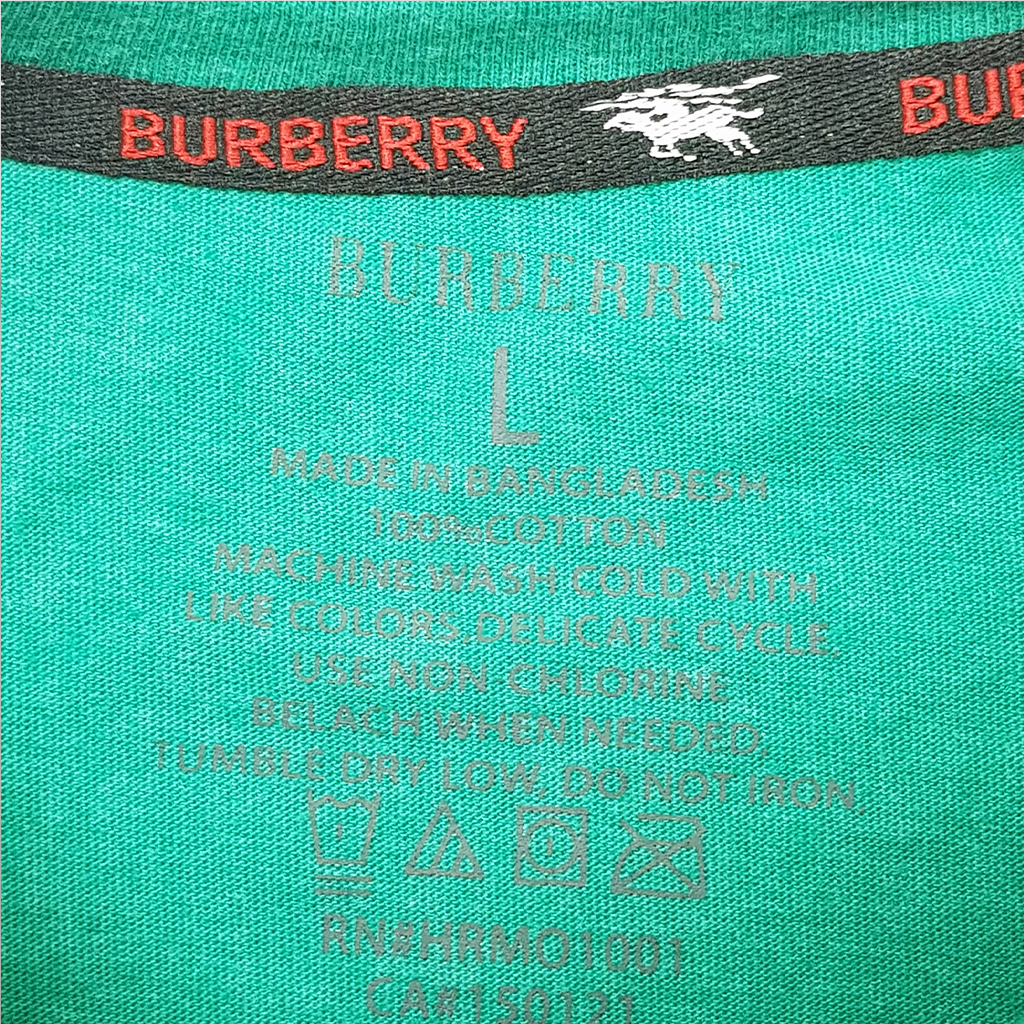 BURBERRY BUR
BURBERRY
L
MADE IN BANGLADESH
100%COTTON
MACHINE WASH COLD WITH
LIKE COLORS,DELICATE CYCLE.
USE NON-CHLORINE
BELACH WHEN NEEDED,
TUMBLE DRY LOW, DO NOT IRON,
RN#HRMO1001
CA#150121